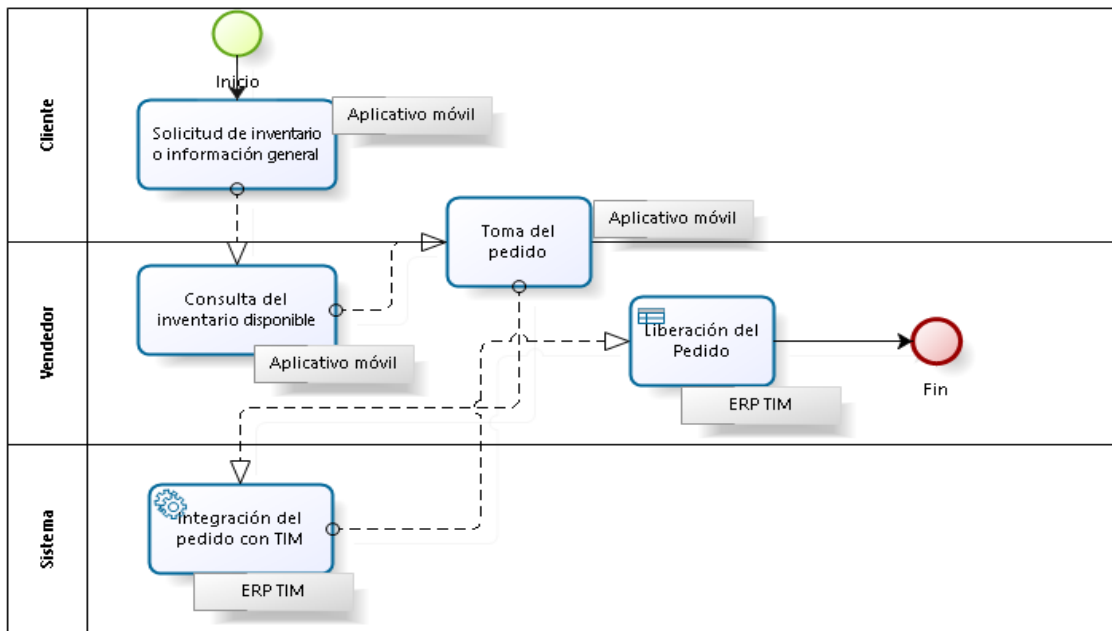 Cliente
Inicio
Solicitud de inventario
o información general
Aplicativo móvil
Toma del
pedido
Aplicativo móvil
Vendedor
Consulta del
inventario disponible
Aplicativo móvil
Liberación del
Pedido
ERP TIM
Fin
Sistema
Integración del
pedido con TIM
ERP TIM